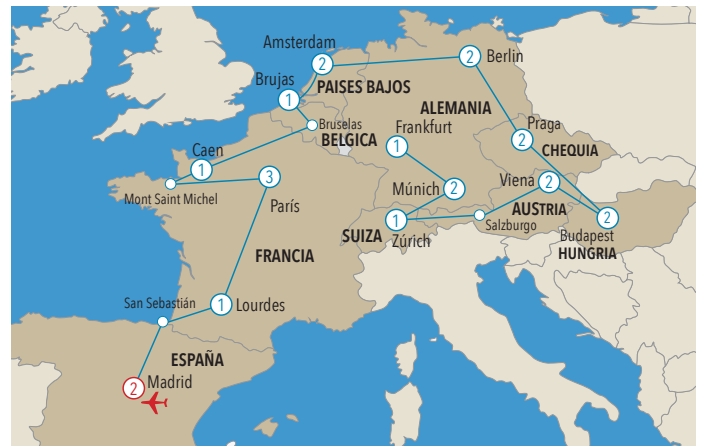 Amsterdam
2
2
Berlin
Brujas
1
PAISES BAJOS
ALEMANIA
Bruselas
BELGICA
Frankfurt
1
Praga
2
CHEQUIA
Caen
1
Mont Saint Michel
3
París
Múnich
2
Viena
2
AUSTRIA
Salzburgo
2
Budapest
HUNGRIA
SUIZA
1
Zúrich
FRANCIA
San Sebastián
1
Lourdes
ESPAÑA
2
Madrid